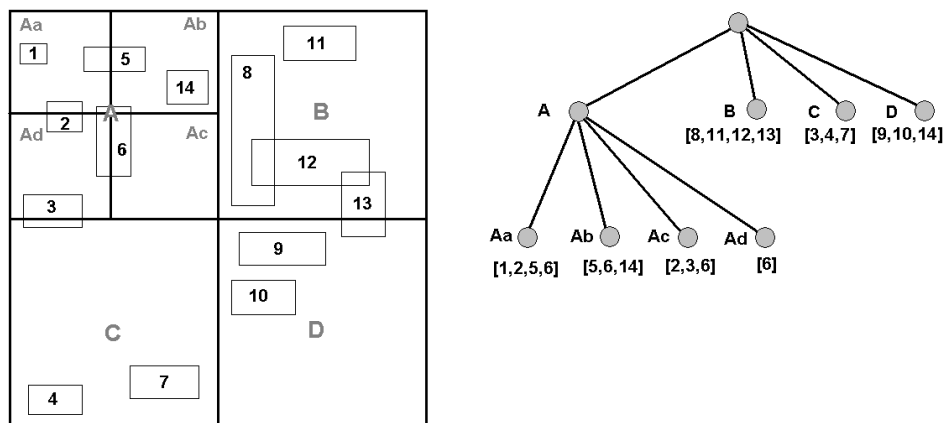 Aa
Ab
1
5
14
8
11
B
A
2
Ad
Ac
6
12
3
13
9
10
C
D
7
4
A
B
C
D
[8,11,12,13]
[3,4,7]
[9,10,14]
Aa
Ab
Ac
Ad
[1,2,5,6]
[5,6,14]
[2,3,6]
[6]